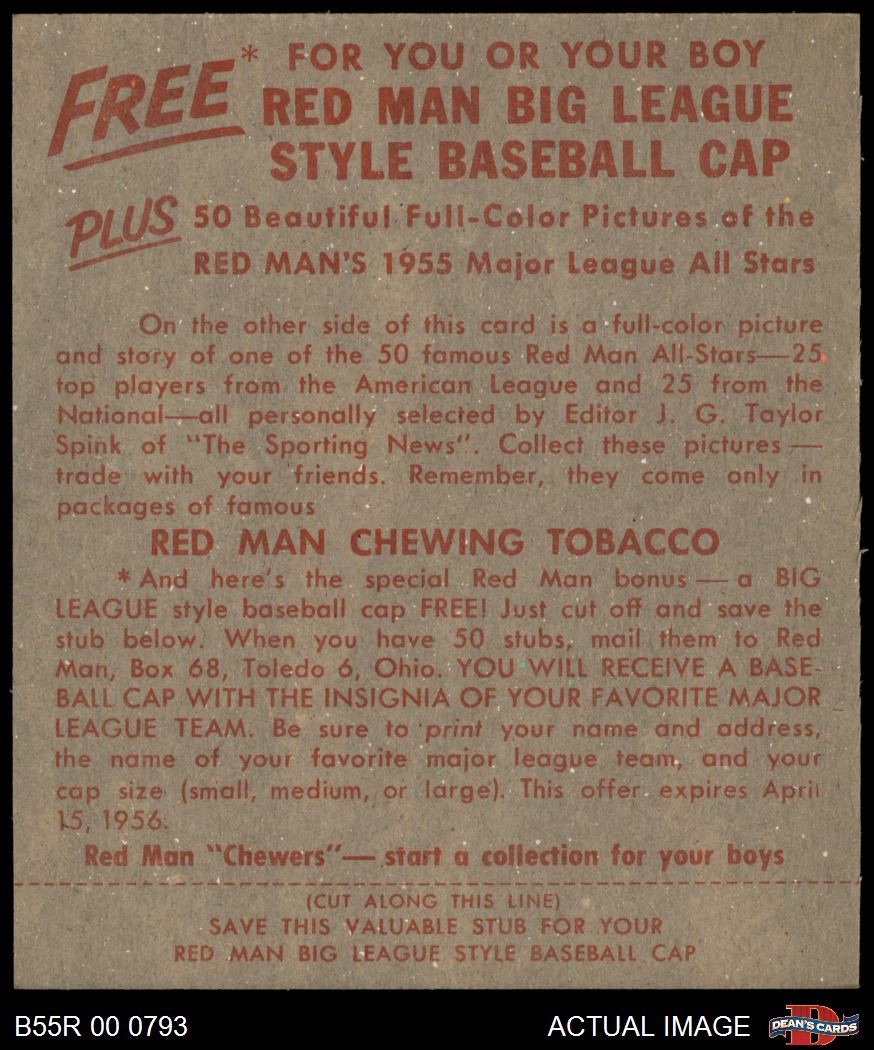 FREE* FOR YOU OR YOUR BOY
RED MAN BIG LEAGUE
STYLE BASEBALL CAP
PLUS 50 Beautiful Full-Color Pictures of the
RED MAN'S 1955 Major League All Stars
On the other side of this card is a full-color picture
and story of one of the 50 famous Red Man All-Stars—25
top players from the American League and 25 from the
National—all personally selected by Editor J. G. Taylor
Spink of "The Sporting News". Collect these pictures —
trade with your friends. Remember, they come only in
packages of famous
RED MAN CHEWING TOBACCO
* And here's the special Red Man bonus — a BIG
LEAGUE style baseball cap FREE! Just cut off and save the
stub below. When you have 50 stubs, mail them to Red
Man, Box 68, Toledo 6, Ohio. YOU WILL RECEIVE A BASE-
BALL CAP WITH THE INSIGNIA OF YOUR FAVORITE MAJOR
LEAGUE TEAM. Be sure to print your name and address,
the name of your favorite major league team, and your
cap size (small, medium, or large). This offer expires April
15, 1956.
Red Man "Chewers"— start a collection for your boys
(CUT ALONG THIS LINE)
SAVE THIS VALUABLE STUB FOR YOUR
RED MAN BIG LEAGUE STYLE BASEBALL CAP
B55R 00 0793 ACTUAL IMAGE D DEAN'S CARDS